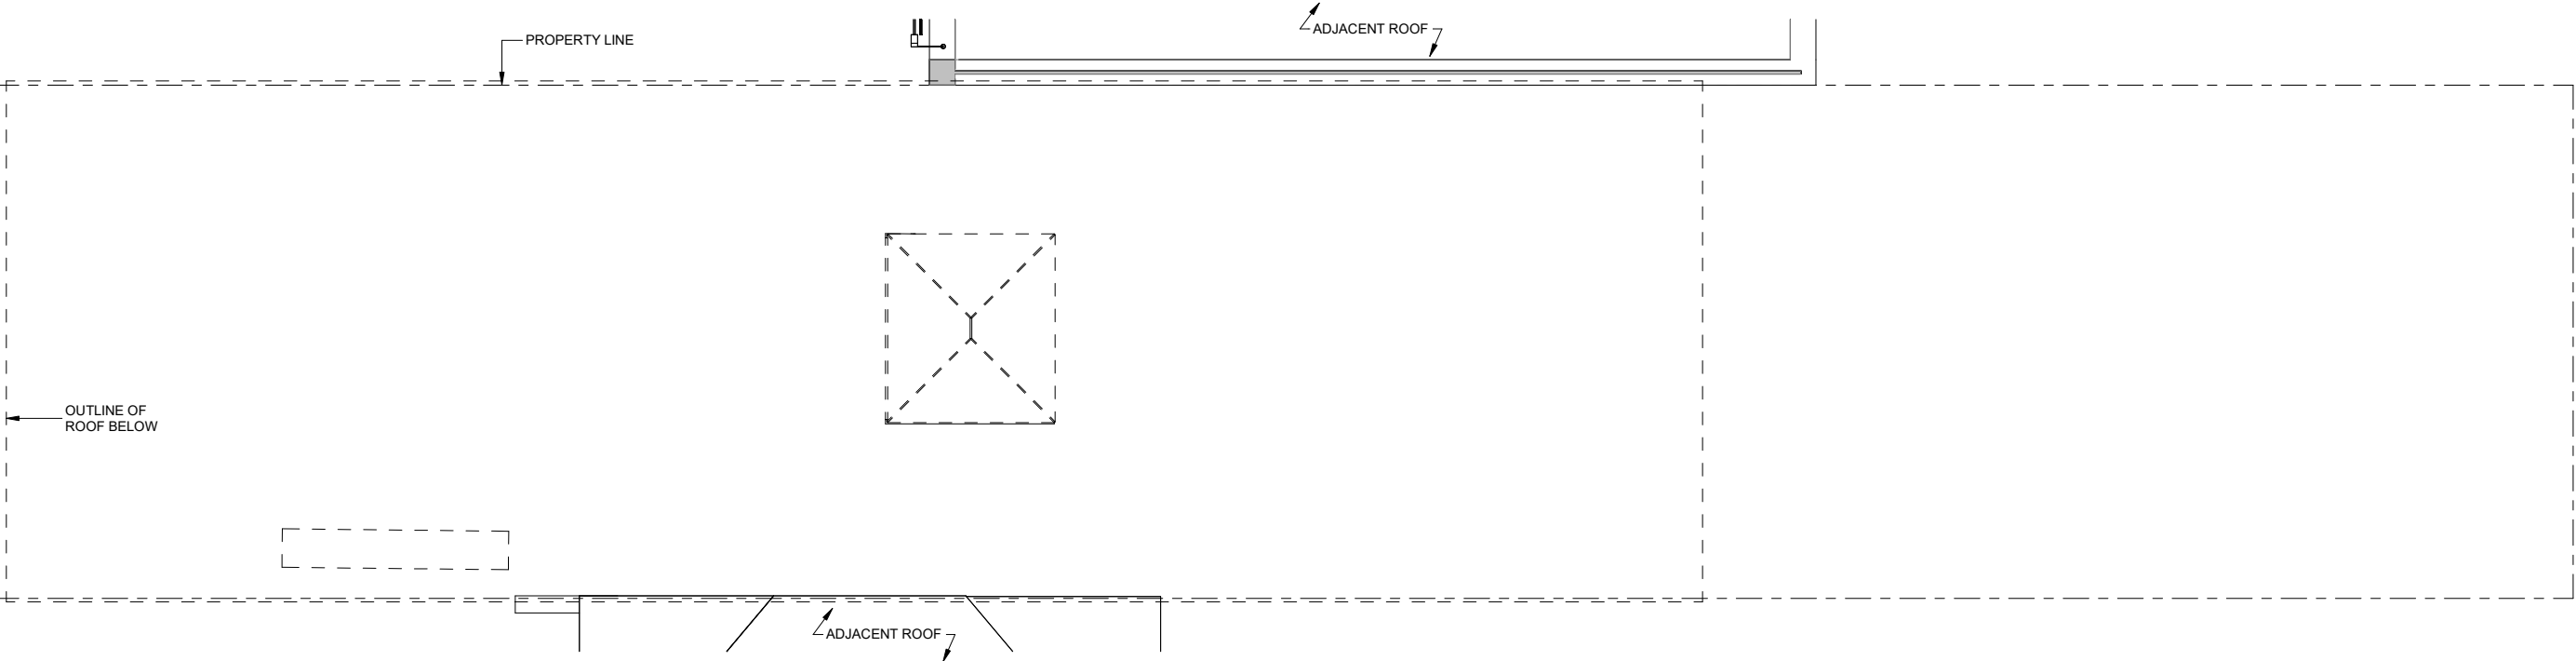 ADJACENT ROOF
PROPERTY LINE
OUTLINE OF
ROOF BELOW
ADJACENT ROOF